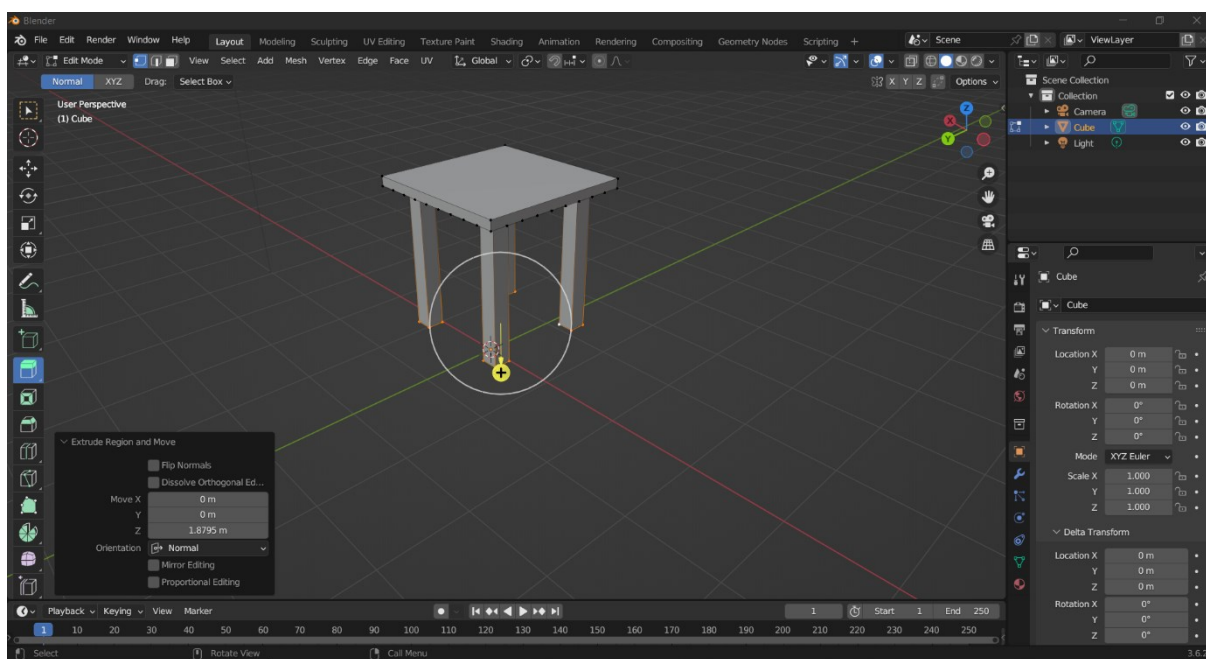 Blender
File Edit Render Window Help Layout Modeling Sculpting UV Editing Texture Paint Shading Animation Rendering Compositing Geometry Nodes Scripting + Scene ViewLayer
Edit Mode View Select Add Mesh Vertex Edge Face UV Global
Normal XYZ Drag: Select Box X Y Z Options
User Perspective
(1) Cube
Z
X
Y
Scene Collection
Collection
Camera
Cube
Light
Cube
Cube
Transform
Location X 0 m
Y 0 m
Z 0 m
Rotation X 0°
Y 0°
Z 0°
Mode XYZ Euler
Scale X 1.000
Y 1.000
Z 1.000
Delta Transform
Location X 0 m
Y 0 m
Z 0 m
Rotation X 0°
Y 0°
Z 0°
Extrude Region and Move
Flip Normals
Dissolve Orthogonal Ed...
Move X 0 m
Y 0 m
Z 1.8795 m
Orientation Normal
Mirror Editing
Proportional Editing
Playback Keying View Marker 1 Start 1 End 250
1 10 20 30 40 50 60 70 80 90 100 110 120 130 140 150 160 170 180 190 200 210 220 230 240 250
Select Rotate View Call Menu